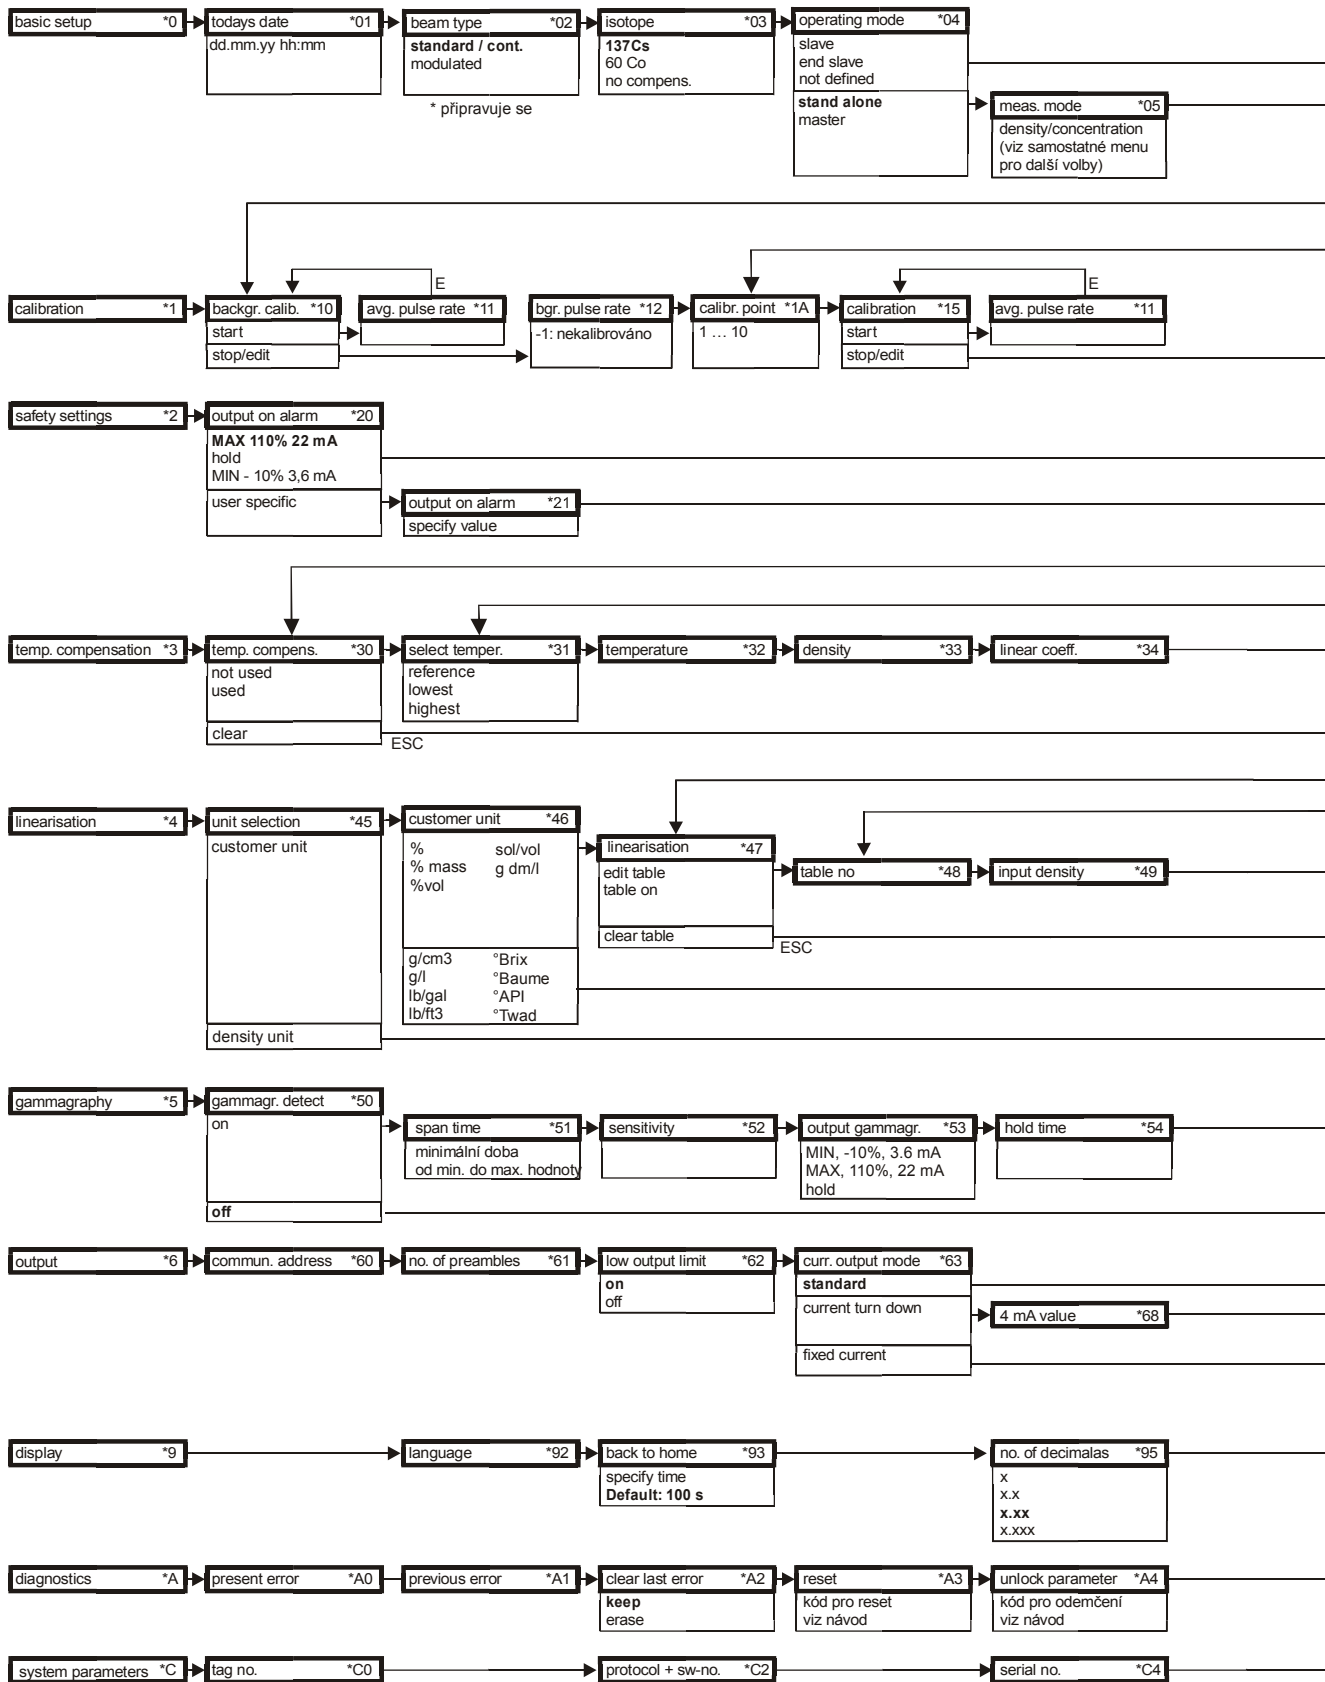 basic setup *0
todays date *01
dd.mm.yy hh:mm
beam type *02
standard / cont.
modulated
* připravuje se
isotope *03
137Cs
60 Co
no compens.
operating mode *04
slave
end slave
not defined
stand alone
master
meas. mode *05
density/concentration
(viz samostatné menu
pro další volby)
calibration *1
backgr. calib. *10
start
stop/edit
E
avg. pulse rate *11
bgr. pulse rate *12
-1: nekalibrováno
calibr. point *1A
1 … 10
calibration *15
start
stop/edit
E
avg. pulse rate *11
safety settings *2
output on alarm *20
MAX 110% 22 mA
hold
MIN - 10% 3,6 mA
user specific
output on alarm *21
specify value
temp. compensation *3
temp. compens. *30
not used
used
clear
ESC
select temper. *31
reference
lowest
highest
temperature *32
density *33
linear coeff. *34
linearisation *4
unit selection *45
customer unit
density unit
customer unit *46
% sol/vol
% mass g dm/l
%vol
g/cm3 °Brix
g/l °Baume
lb/gal °API
lb/ft3 °Twad
linearisation *47
edit table
table on
clear table
ESC
table no *48
input density *49
gammagraphy *5
gammagr. detect *50
on
off
span time *51
minimální doba
od min. do max. hodnoty
sensitivity *52
output gammagr. *53
MIN, -10%, 3.6 mA
MAX, 110%, 22 mA
hold
hold time *54
output *6
commun. address *60
no. of preambles *61
low output limit *62
on
off
curr. output mode *63
standard
current turn down
fixed current
4 mA value *68
display *9
language *92
back to home *93
specify time
Default: 100 s
no. of decimalas *95
x
x.x
x.xx
x.xxx
diagnostics *A
present error *A0
previous error *A1
clear last error *A2
keep
erase
reset *A3
kód pro reset
viz návod
unlock parameter *A4
kód pro odemčení
viz návod
system parameters *C
tag no. *C0
protocol + sw-no. *C2
serial no. *C4